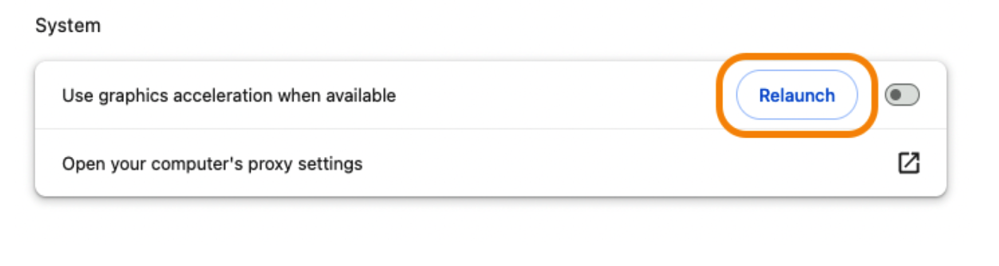 System
Use graphics acceleration when available Relaunch
Open your computer's proxy settings